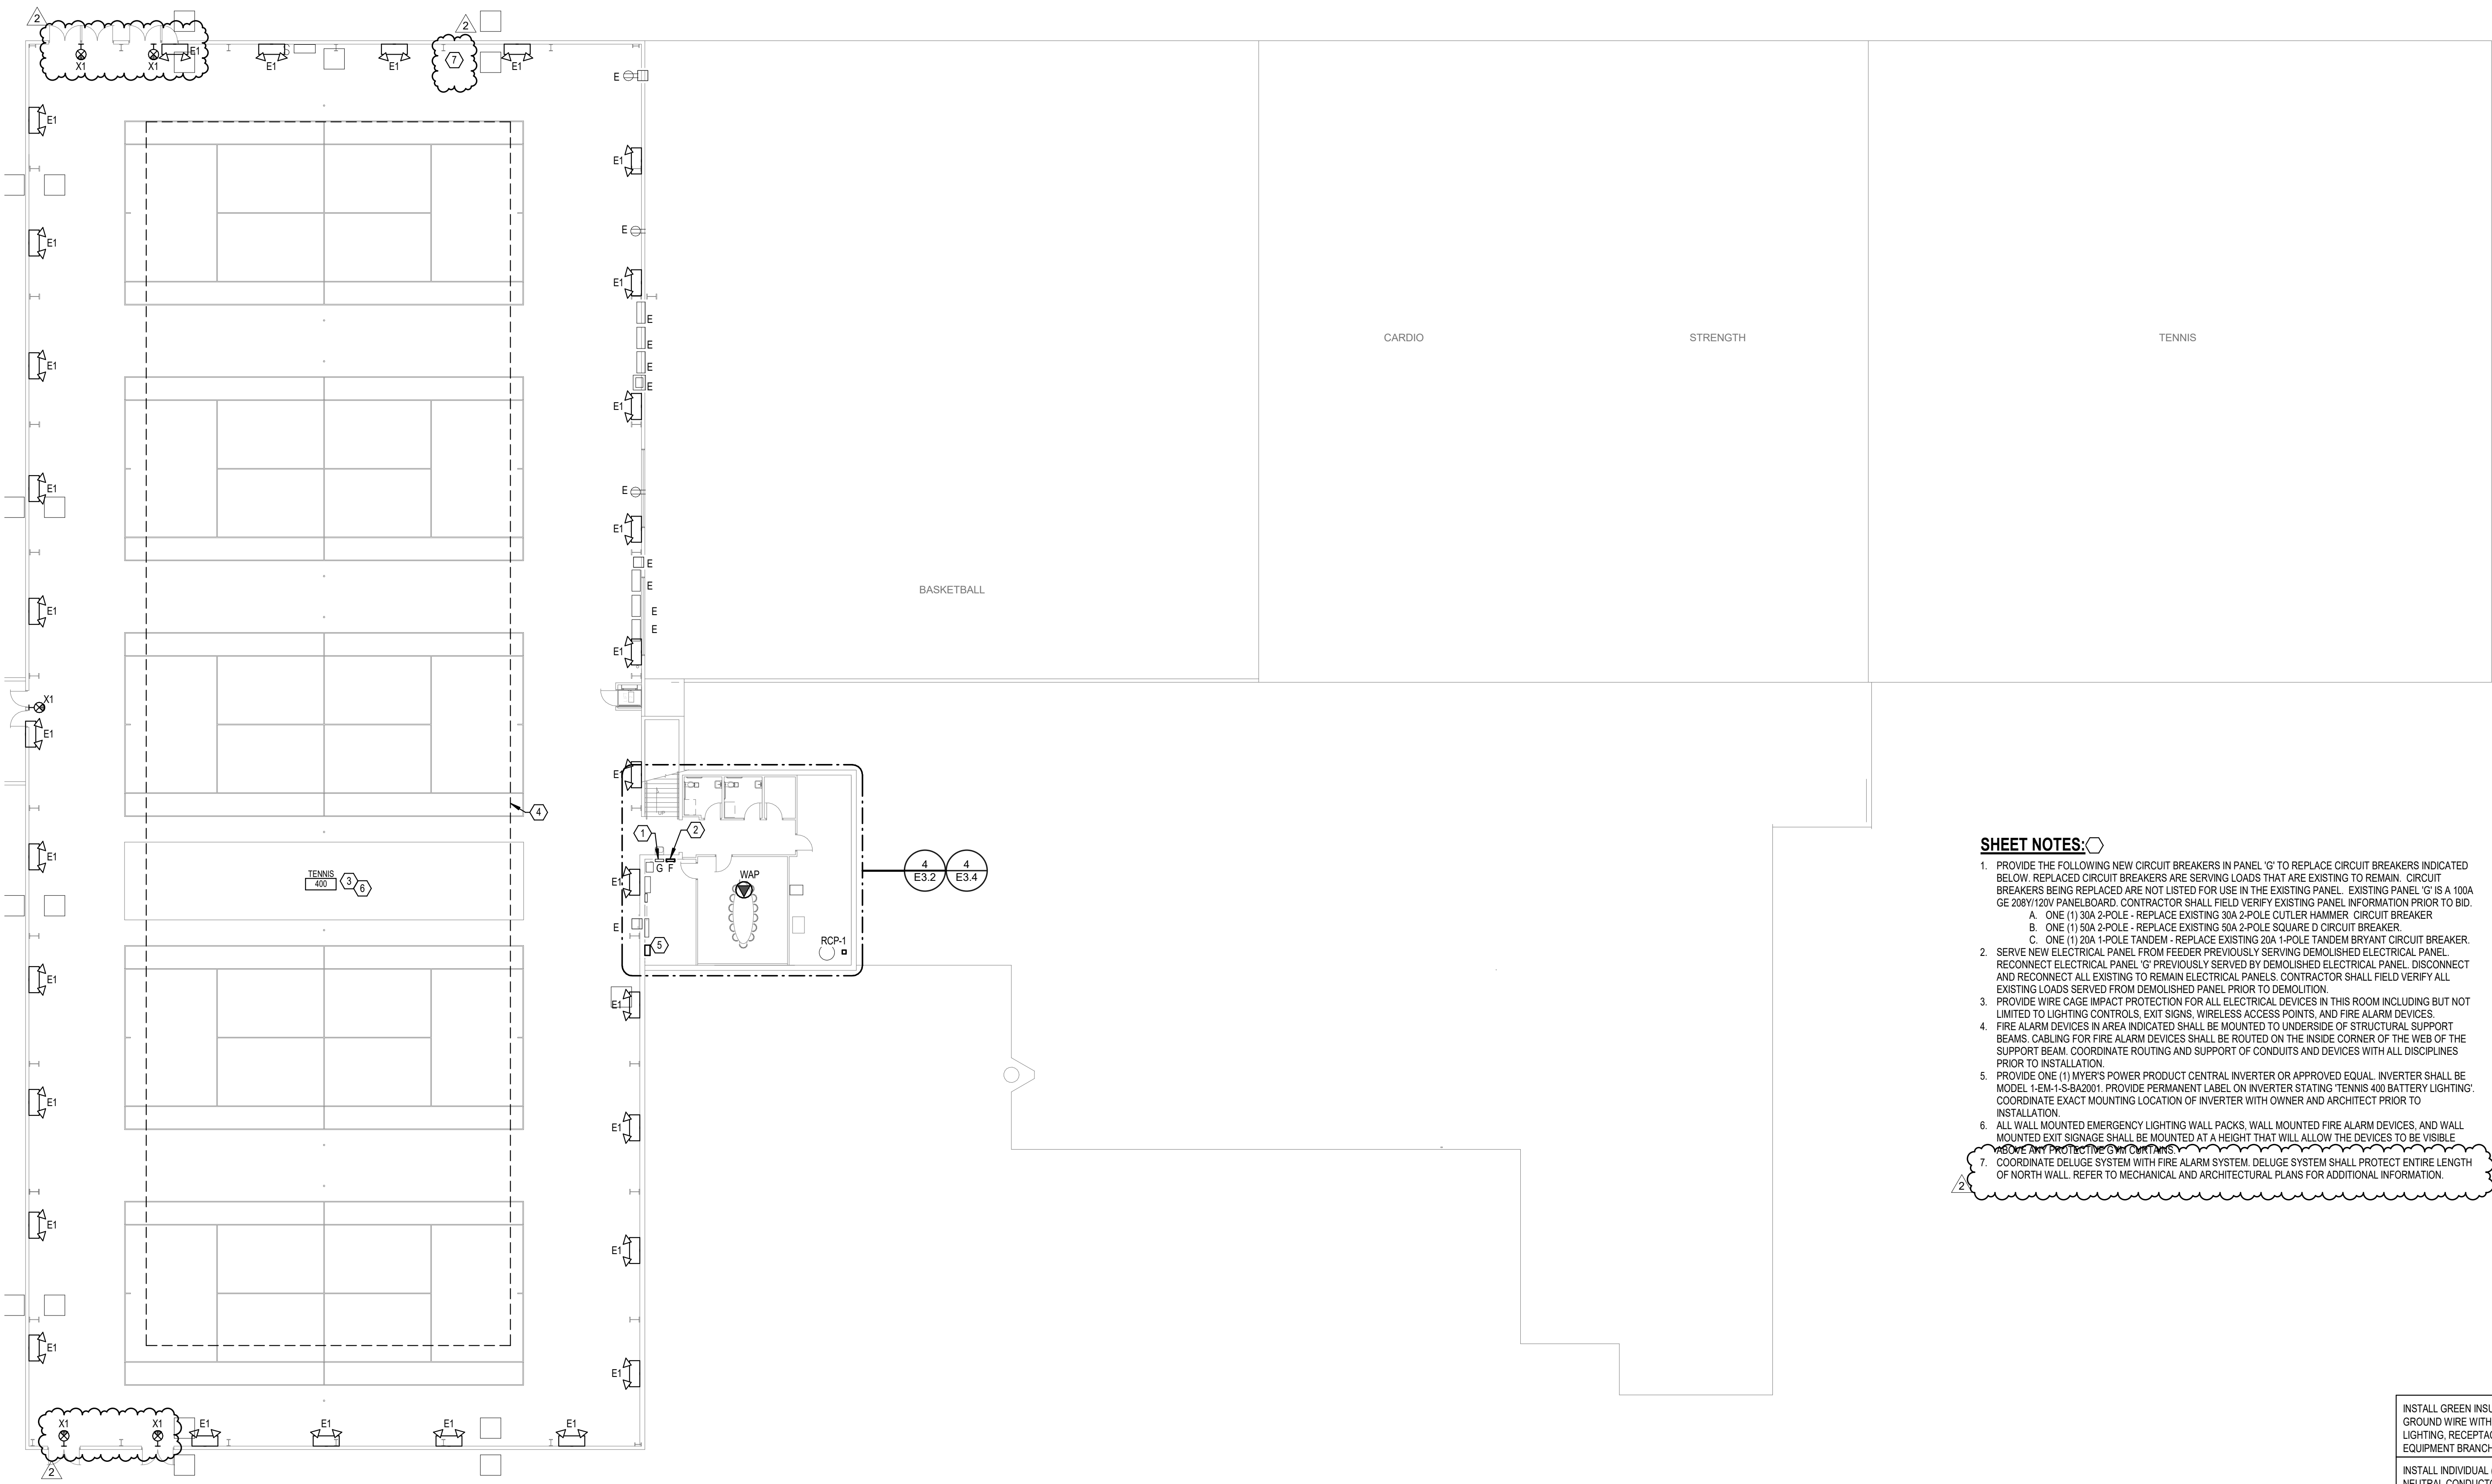 2
2
X1
X1
E1
E1
E1
7
E1
E
E1
E1
E1
E1
E
E1
E1
E
E
E
E
E1
E1
E
E1
E
E
E
E1
E1
X1
E1
E1
4
UP
1
2
G F
WAP
E1
E1
E
5
RCP-1
4
E3.2
4
E3.4
TENNIS
400
3
6
E1
E1
E1
E1
E1
E1
E1
E1
X1
X1
E1
E1
E1
E1
2
BASKETBALL
CARDIO
STRENGTH
TENNIS
SHEET NOTES:
1. PROVIDE THE FOLLOWING NEW CIRCUIT BREAKERS IN PANEL 'G' TO REPLACE CIRCUIT BREAKERS INDICATED
BELOW. REPLACED CIRCUIT BREAKERS ARE SERVING LOADS THAT ARE EXISTING TO REMAIN. CIRCUIT
BREAKERS BEING REPLACED ARE NOT LISTED FOR USE IN THE EXISTING PANEL. EXISTING PANEL 'G' IS A 100A
GE 208Y/120V PANELBOARD. CONTRACTOR SHALL FIELD VERIFY EXISTING PANEL INFORMATION PRIOR TO BID.
A. ONE (1) 30A 2-POLE - REPLACE EXISTING 30A 2-POLE CUTLER HAMMER CIRCUIT BREAKER
B. ONE (1) 50A 2-POLE - REPLACE EXISTING 50A 2-POLE SQUARE D CIRCUIT BREAKER.
C. ONE (1) 20A 1-POLE TANDEM - REPLACE EXISTING 20A 1-POLE TANDEM BRYANT CIRCUIT BREAKER.
2. SERVE NEW ELECTRICAL PANEL FROM FEEDER PREVIOUSLY SERVING DEMOLISHED ELECTRICAL PANEL.
RECONNECT ELECTRICAL PANEL 'G' PREVIOUSLY SERVED BY DEMOLISHED ELECTRICAL PANEL. DISCONNECT
AND RECONNECT ALL EXISTING TO REMAIN ELECTRICAL PANELS. CONTRACTOR SHALL FIELD VERIFY ALL
EXISTING LOADS SERVED FROM DEMOLISHED PANEL PRIOR TO DEMOLITION.
3. PROVIDE WIRE CAGE IMPACT PROTECTION FOR ALL ELECTRICAL DEVICES IN THIS ROOM INCLUDING BUT NOT
LIMITED TO LIGHTING CONTROLS, EXIT SIGNS, WIRELESS ACCESS POINTS, AND FIRE ALARM DEVICES.
4. FIRE ALARM DEVICES IN AREA INDICATED SHALL BE MOUNTED TO UNDERSIDE OF STRUCTURAL SUPPORT
BEAMS. CABLING FOR FIRE ALARM DEVICES SHALL BE ROUTED ON THE INSIDE CORNER OF THE WEB OF THE
SUPPORT BEAM. COORDINATE ROUTING AND SUPPORT OF CONDUITS AND DEVICES WITH ALL DISCIPLINES
PRIOR TO INSTALLATION.
5. PROVIDE ONE (1) MYER'S POWER PRODUCT CENTRAL INVERTER OR APPROVED EQUAL. INVERTER SHALL BE
MODEL 1-EM-1-S-BA2001. PROVIDE PERMANENT LABEL ON INVERTER STATING 'TENNIS 400 BATTERY LIGHTING'.
COORDINATE EXACT MOUNTING LOCATION OF INVERTER WITH OWNER AND ARCHITECT PRIOR TO
INSTALLATION.
6. ALL WALL MOUNTED EMERGENCY LIGHTING WALL PACKS, WALL MOUNTED FIRE ALARM DEVICES, AND WALL
MOUNTED EXIT SIGNAGE SHALL BE MOUNTED AT A HEIGHT THAT WILL ALLOW THE DEVICES TO BE VISIBLE
ABOVE ANY PROTECTIVE GYM CURTAINS.
7. COORDINATE DELUGE SYSTEM WITH FIRE ALARM SYSTEM. DELUGE SYSTEM SHALL PROTECT ENTIRE LENGTH
OF NORTH WALL. REFER TO MECHANICAL AND ARCHITECTURAL PLANS FOR ADDITIONAL INFORMATION.
2
INSTALL GREEN INSU
GROUND WIRE WITH
LIGHTING, RECEPTAC
EQUIPMENT BRANCH
INSTALL INDIVIDUAL